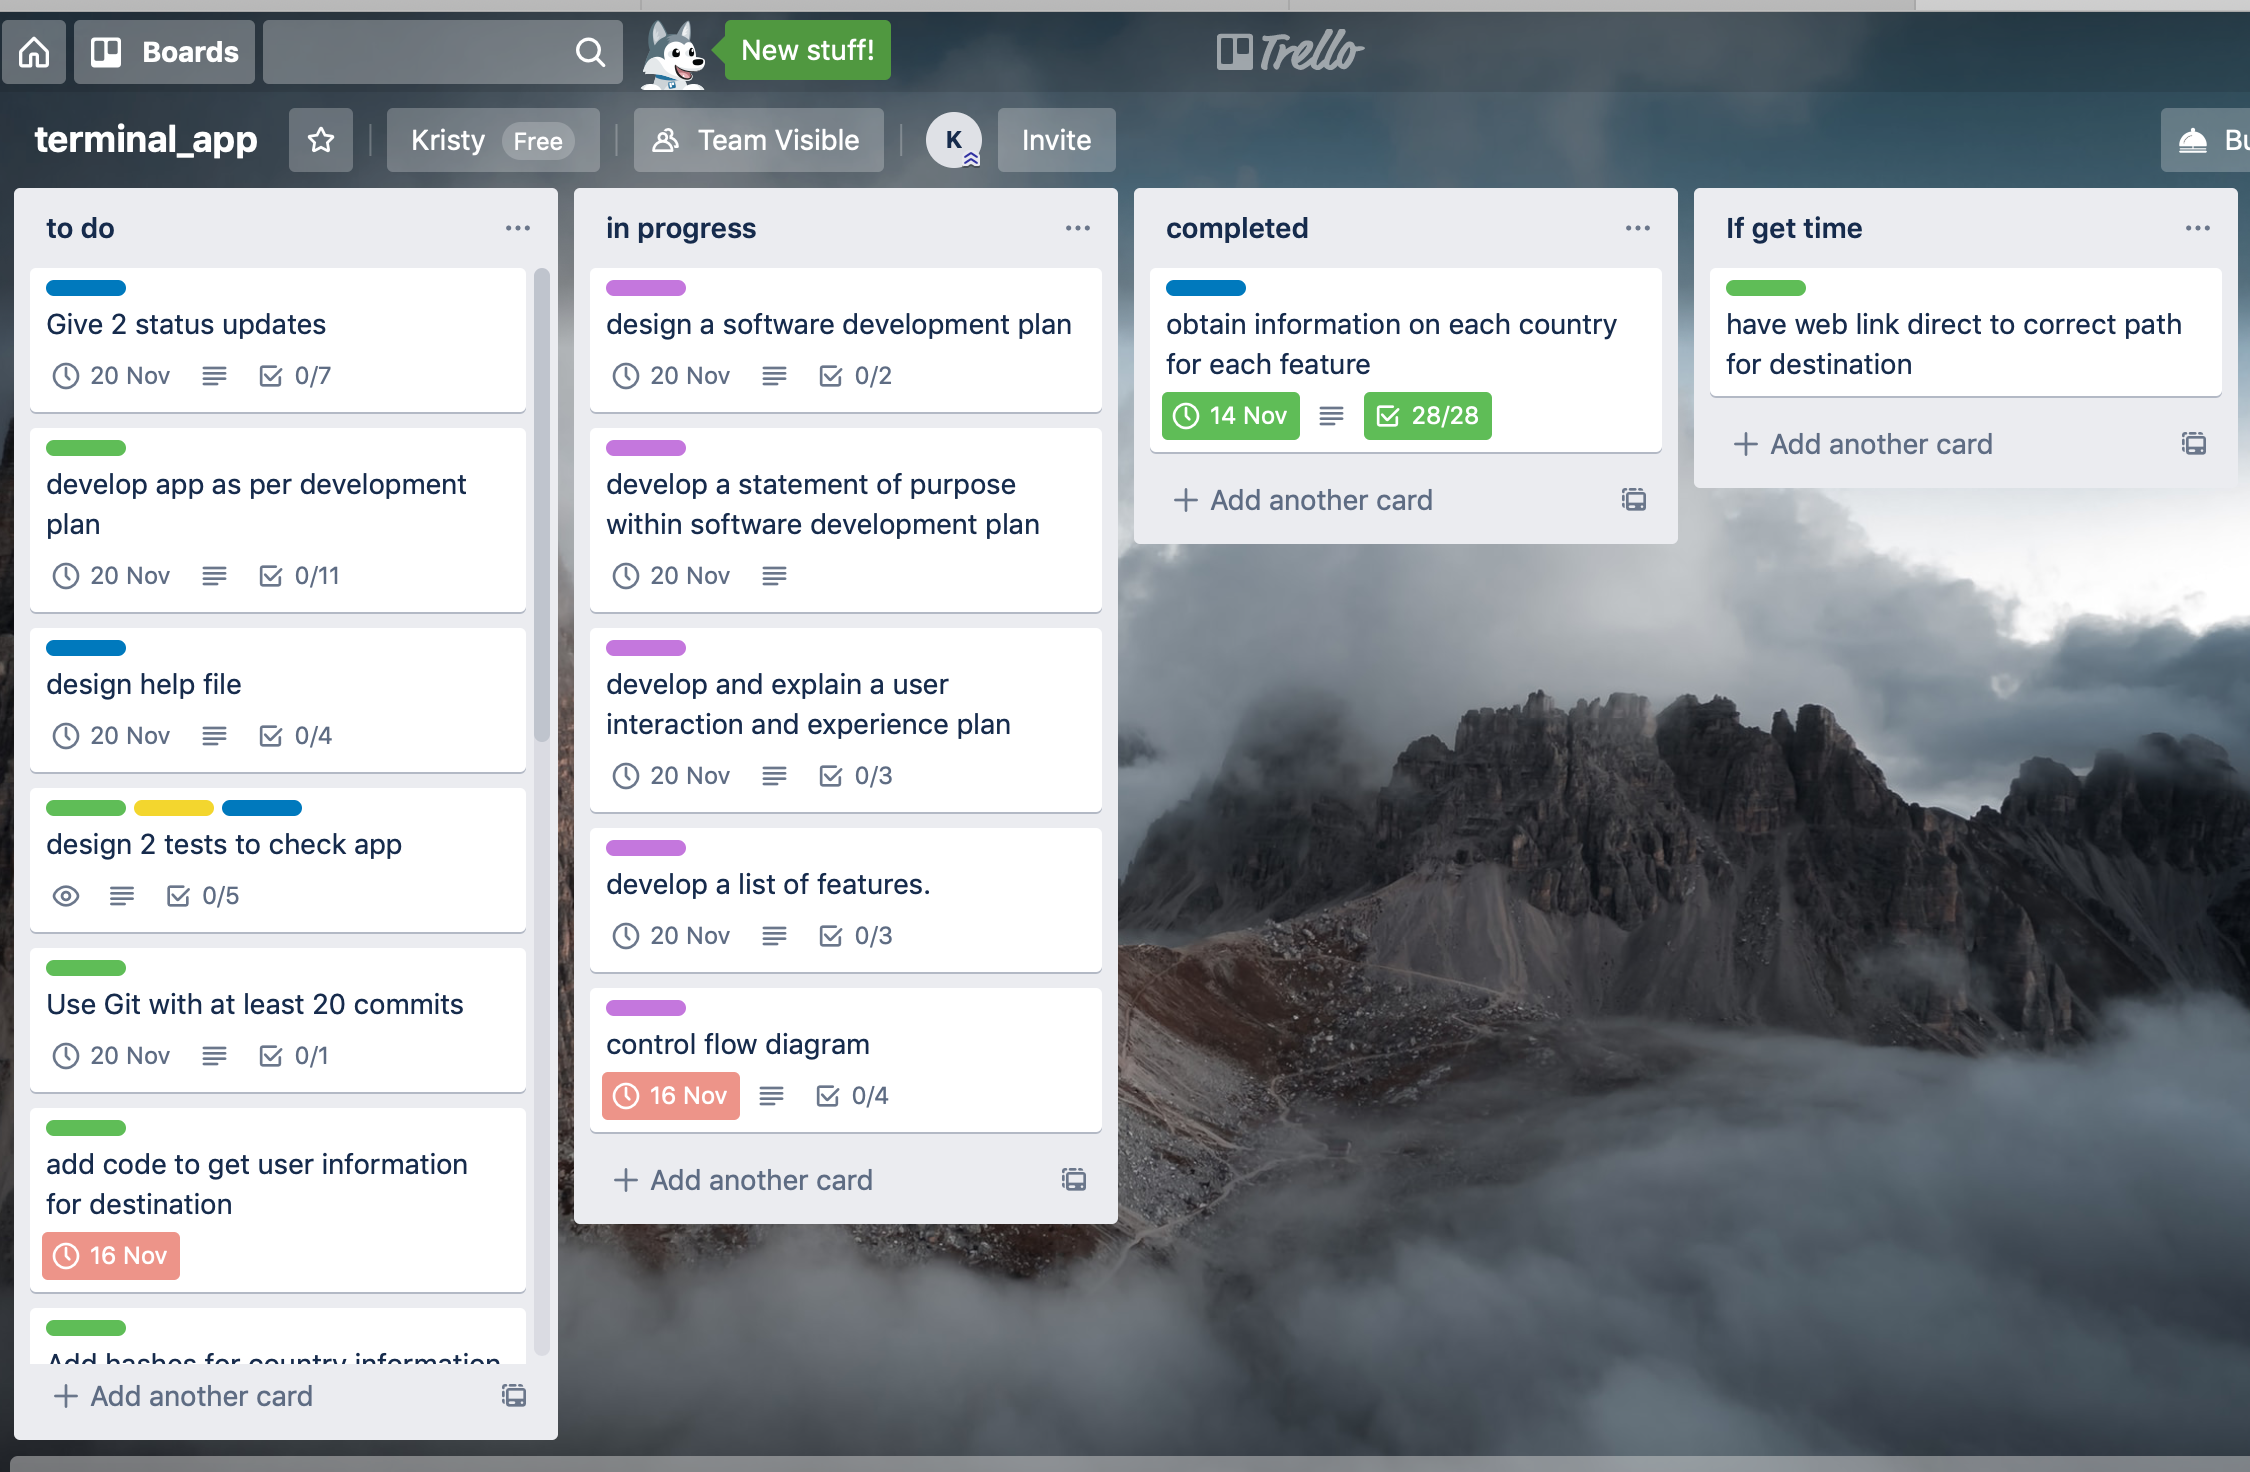 Boards
New stuff!
Trello
terminal_app
Kristy Free
Team Visible
K
Invite
to do
Give 2 status updates
20 Nov 0/7
develop app as per development
plan
20 Nov 0/11
design help file
20 Nov 0/4
design 2 tests to check app
0/5
Use Git with at least 20 commits
20 Nov 0/1
add code to get user information
for destination
16 Nov
Add hashes for country information
+ Add another card
in progress
design a software development plan
20 Nov 0/2
develop a statement of purpose
within software development plan
20 Nov
develop and explain a user
interaction and experience plan
20 Nov 0/3
develop a list of features.
20 Nov 0/3
control flow diagram
16 Nov 0/4
+ Add another card
completed
obtain information on each country
for each feature
14 Nov 28/28
+ Add another card
If get time
have web link direct to correct path
for destination
+ Add another card